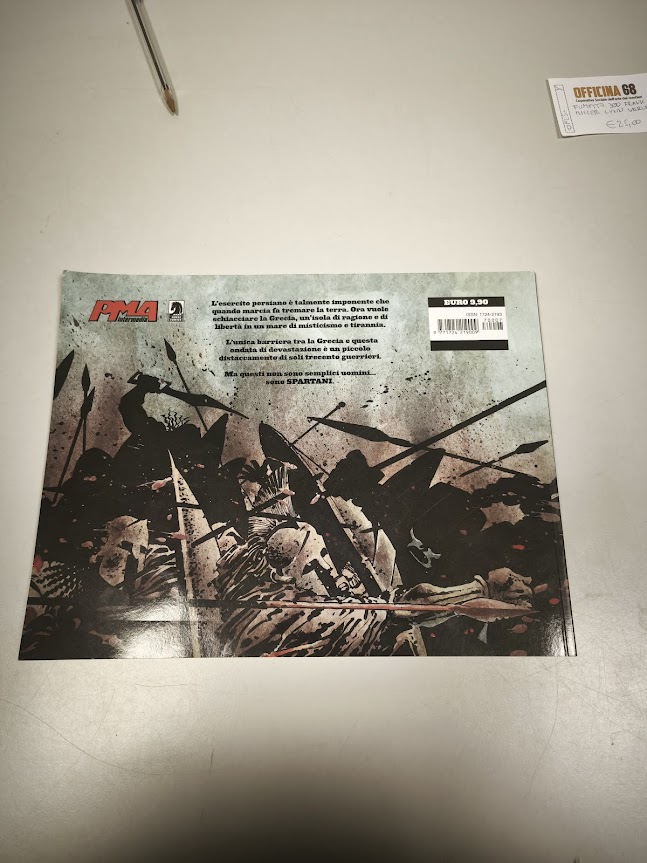 OFFICINA 68
FUMETTO 300 FRANK
MILLER LYNN VARLEY
€25,00
PMA
Intermedia
L'esercito persiano è talmente imponente che
quando marcia fa tremare la terra. Ora vuole
schiacciare la Grecia, un'isola di ragione e di
libertà in un mare di misticismo e tirannia.
L'unica barriera tra la Grecia e questa
ondata di devastazione è un piccolo
distaccamento di soli trecento guerrieri.
Ma questi non sono semplici uomini...
sono SPARTANI.
EURO 9,90
70007